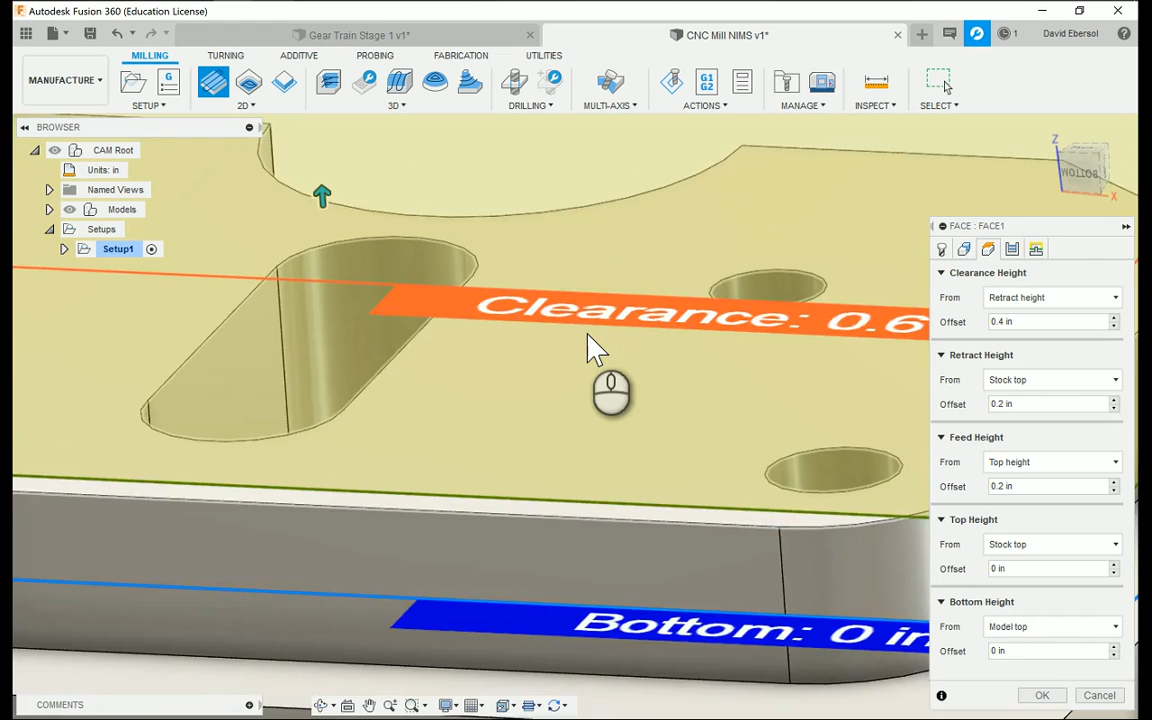 Autodesk Fusion 360 (Education License)
Gear Train Stage 1 v1*
CNC Mill NIMS v1*
1
David Ebersol
MILLING
TURNING
ADDITIVE
PROBING
FABRICATION
UTILITIES
MANUFACTURE
G
G1
G2
SETUP
2D
3D
DRILLING
MULTI-AXIS
ACTIONS
MANAGE
INSPECT
SELECT
BROWSER
CAM Root
Units: in
Named Views
Models
Setups
Setup1
Z
BOTTOM
X
Clearance: 0.6
Bottom: 0 in
FACE : FACE1
Clearance Height
From Retract height
Offset 0.4 in
Retract Height
From Stock top
Offset 0.2 in
Feed Height
From Top height
Offset 0.2 in
Top Height
From Stock top
Offset 0 in
Bottom Height
From Model top
Offset 0 in
OK Cancel
COMMENTS